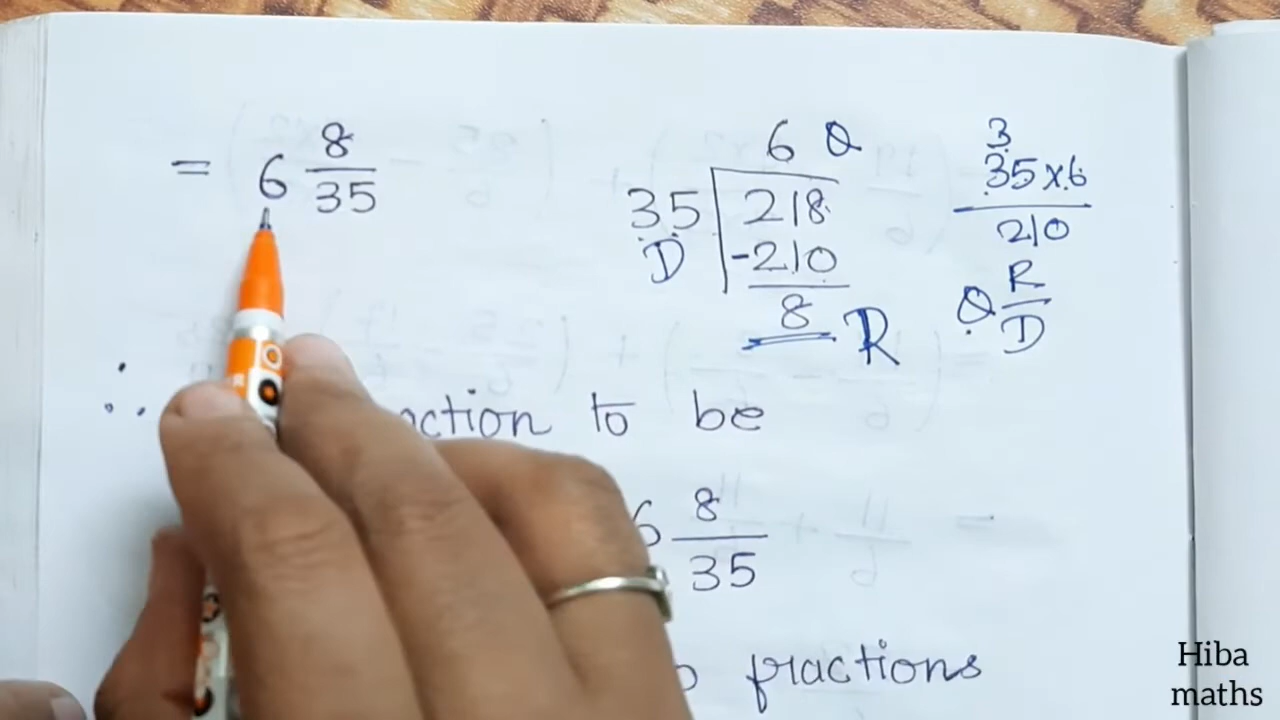 = 6 8/35
6 Q
35 | 218
D -210
8 R
3
35×6
210
Q R/D
∴ to be
6 8/35
fractions
Hiba
maths